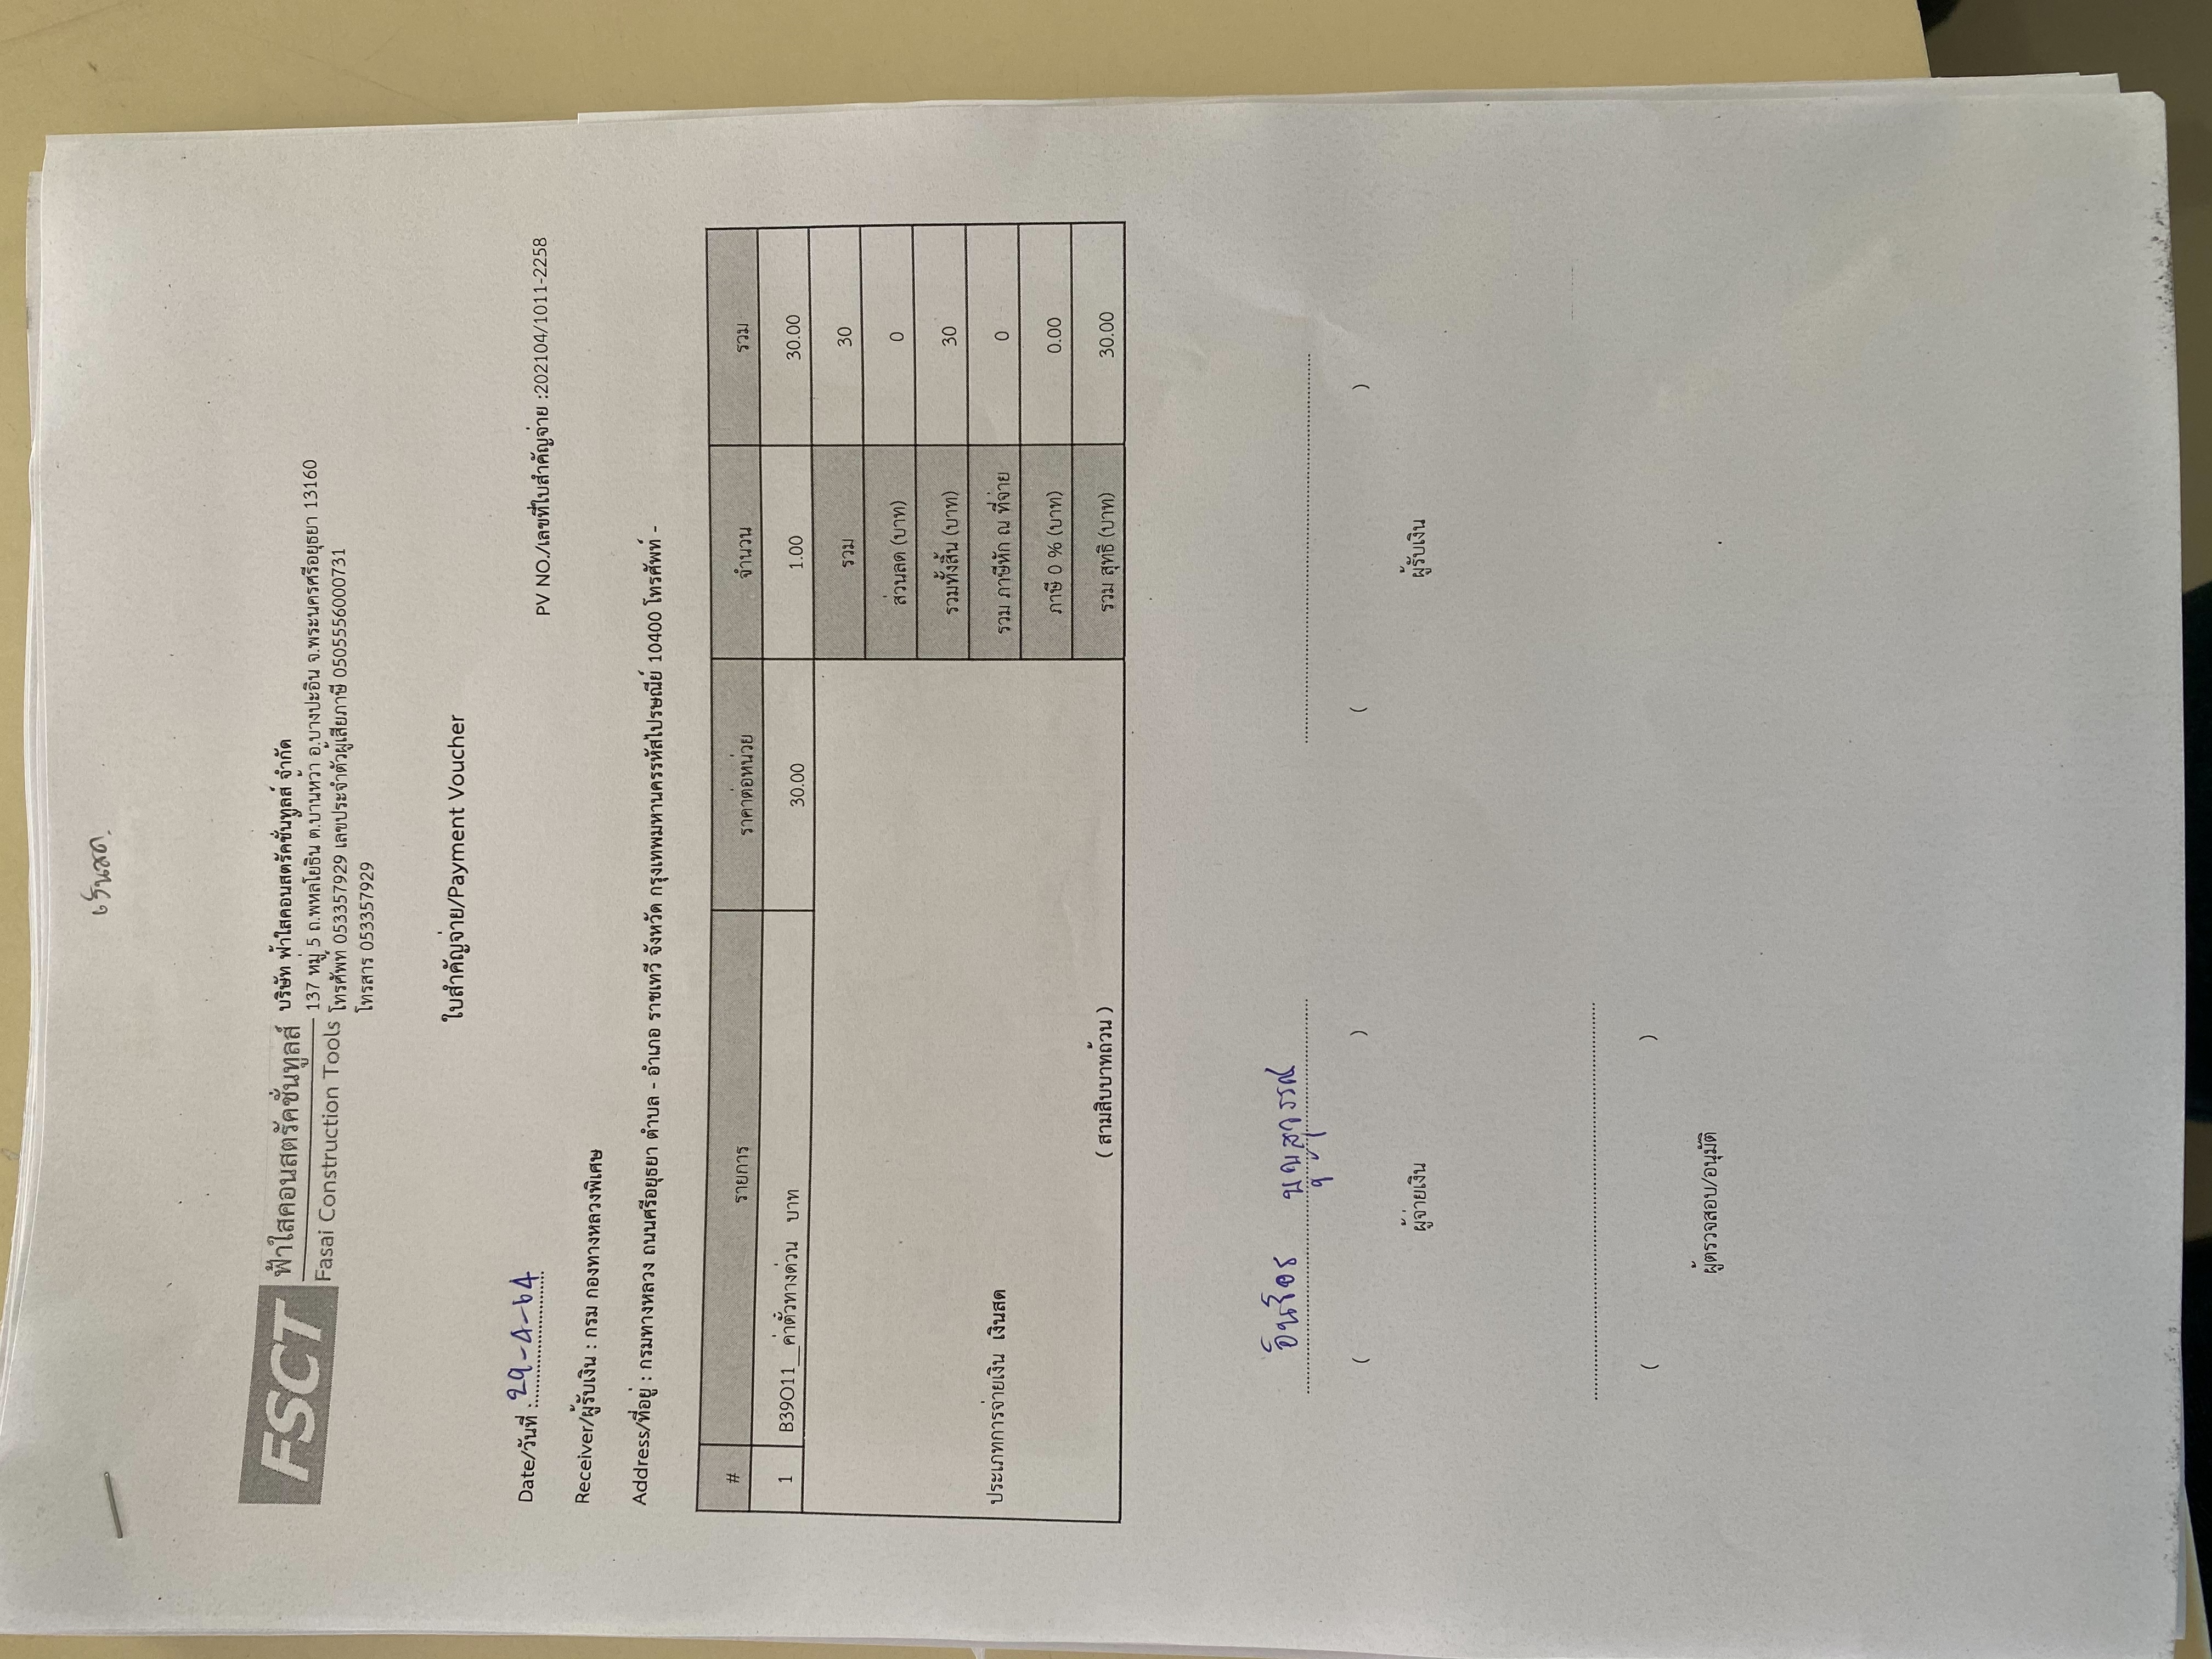 เงินสด.
FSCT ฟ้าใสคอนสตรัคชั่นทูลส์
Fasai Construction Tools
บริษัท ฟ้าใสคอนสตรัคชั่นทูลส์ จำกัด
137 หมู่ 5 ถ.พหลโยธิน ต.บ้านหว้า อ.บางปะอิน จ.พระนครศรีอยุธยา 13160
โทรศัพท์ 053357929 เลขประจำตัวผู้เสียภาษี 0505556000731
โทรสาร 053357929
ใบสำคัญจ่าย/Payment Voucher
Date/วันที่ : 29-4-64
PV NO./เลขที่ใบสำคัญจ่าย :202104/1011-2258
Receiver/ผู้รับเงิน : กรม กองทางหลวงพิเศษ
Address/ที่อยู่ : กรมทางหลวง ถนนศรีอยุธยา ตำบล - อำเภอ ราชเทวี จังหวัด กรุงเทพมหานครรหัสไปรษณีย์ 10400 โทรศัพท์ -
# รายการ ราคาต่อหน่วย จำนวน รวม
1 B39O11__ค่าตั๋วทางด่วน บาท 30.00 1.00 30.00
รวม 30
ส่วนลด (บาท) 0
รวมทั้งสิ้น (บาท) 30
ประเภทการจ่ายเงิน เงินสด
รวม ภาษีหัก ณ ที่จ่าย 0
ภาษี 0 % (บาท) 0.00
( สามสิบบาทถ้วน ) รวม สุทธิ (บาท) 30.00
บุญสุวรรณ์
( ) ( )
ผู้จ่ายเงิน ผู้รับเงิน
( )
ผู้ตรวจสอบ/อนุมัติ